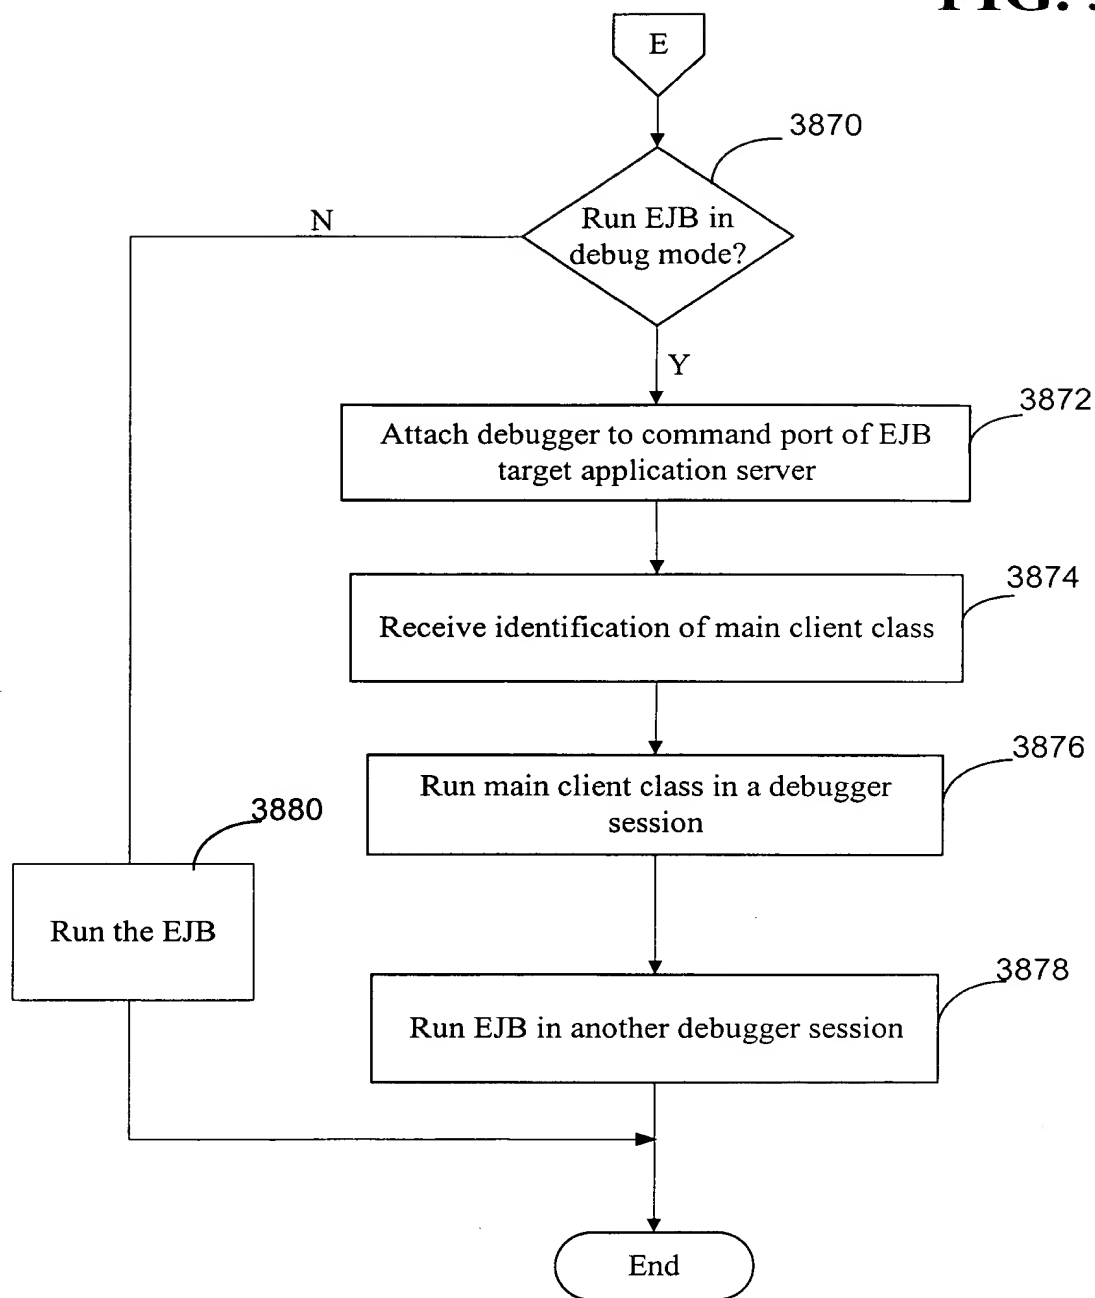 FIG.
E
3870
Run EJB in
debug mode?
N
Y
3872
Attach debugger to command port of EJB
target application server
3874
Receive identification of main client class
3876
Run main client class in a debugger
session
3880
Run the EJB
3878
Run EJB in another debugger session
End